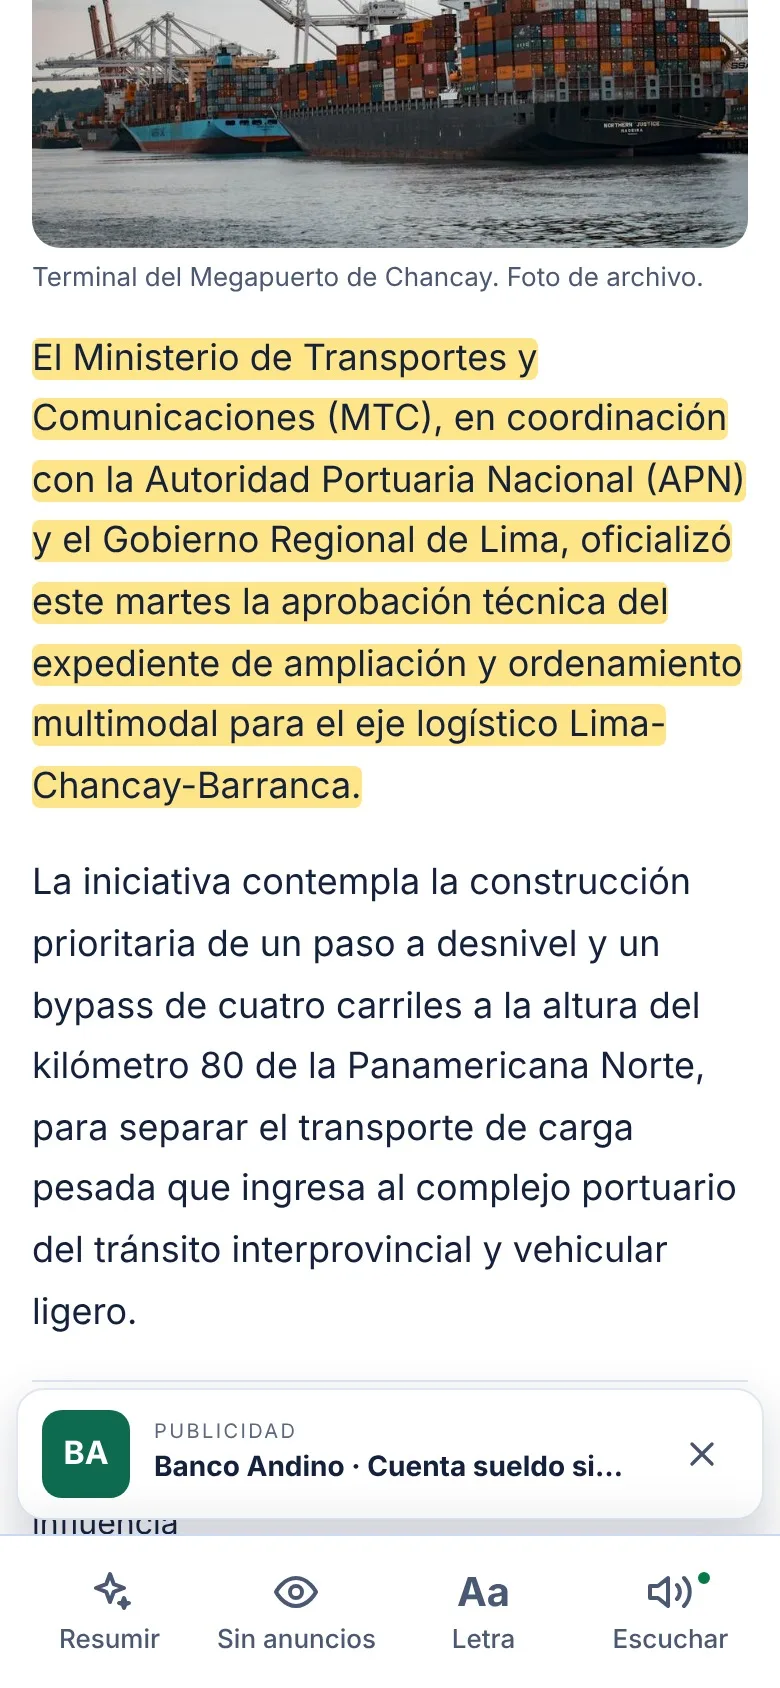 NORTHERN JUSTICE
Terminal del Megapuerto de Chancay. Foto de archivo.
El Ministerio de Transportes y
Comunicaciones (MTC), en coordinación
con la Autoridad Portuaria Nacional (APN)
y el Gobierno Regional de Lima, oficializó
este martes la aprobación técnica del
expediente de ampliación y ordenamiento
multimodal para el eje logístico Lima-
Chancay-Barranca.
La iniciativa contempla la construcción
prioritaria de un paso a desnivel y un
bypass de cuatro carriles a la altura del
kilómetro 80 de la Panamericana Norte,
para separar el transporte de carga
pesada que ingresa al complejo portuario
del tránsito interprovincial y vehicular
ligero.
PUBLICIDAD
BA
Banco Andino · Cuenta sueldo si...
influencia
Resumir
Sin anuncios
Aa
Letra
Escuchar